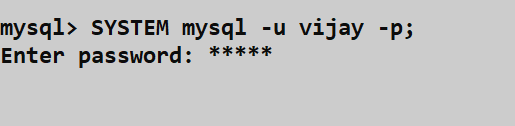 mysql> SYSTEM mysql -u vijay -p;
Enter password: *****